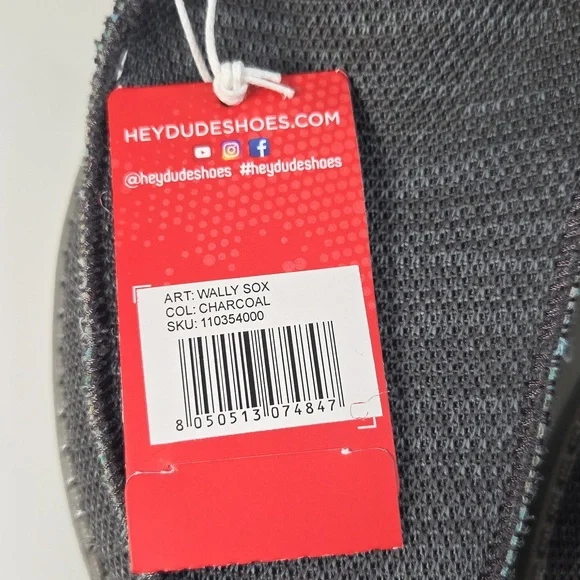 HEYDUDESHOES.COM
@heydudeshoes #heydudeshoes
ART: WALLY SOX
COL: CHARCOAL
SKU: 110354000
8 050513 074847